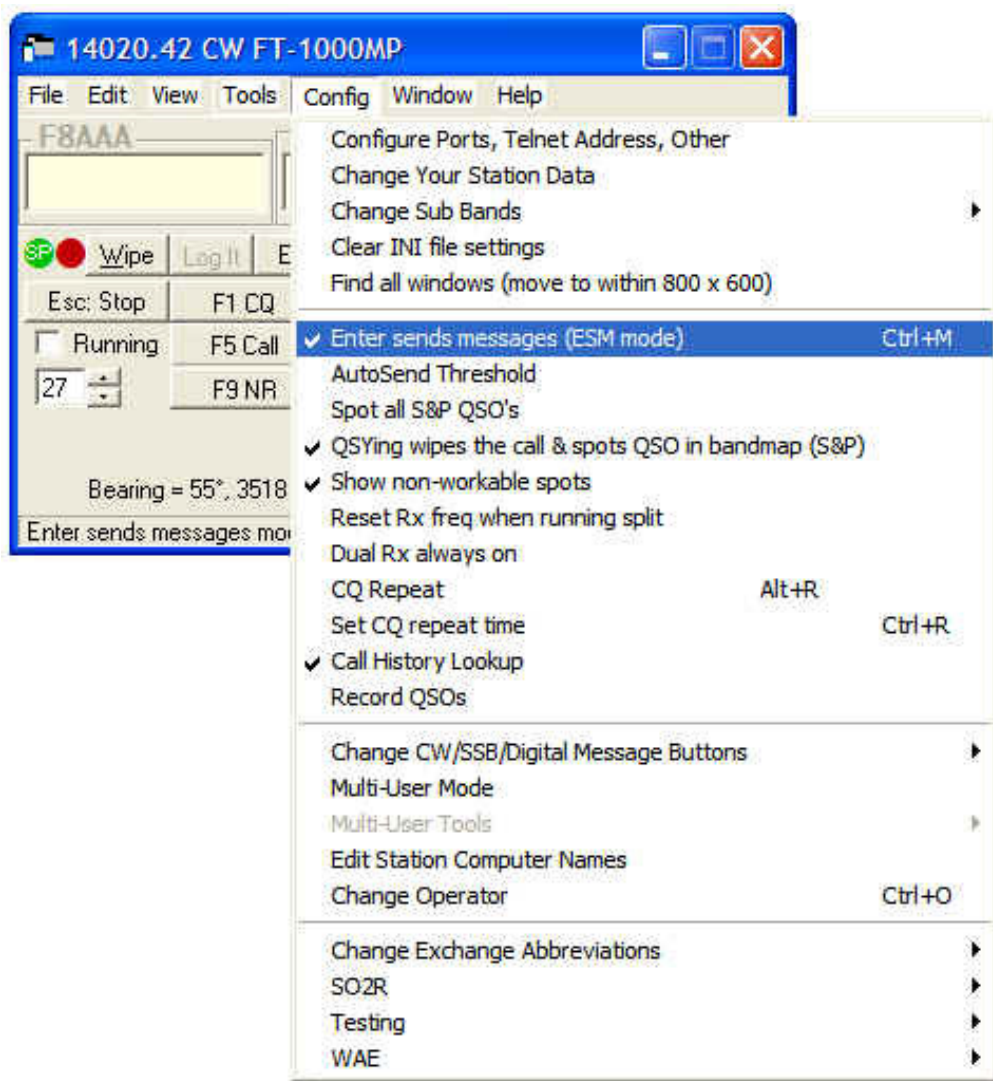 14020.42 CW FT-1000MP
File Edit View Tools Config Window Help
F8AAA
SP Wipe Log It E
Esc: Stop F1 CQ
Running F5 Call
27 F9 NR
Bearing = 55°, 3518
Enter sends messages mo
Configure Ports, Telnet Address, Other
Change Your Station Data
Change Sub Bands
Clear INI file settings
Find all windows (move to within 800 x 600)
Enter sends messages (ESM mode) Ctrl+M
AutoSend Threshold
Spot all S&P QSO's
QSYing wipes the call & spots QSO in bandmap (S&P)
Show non-workable spots
Reset Rx freq when running split
Dual Rx always on
CQ Repeat Alt+R
Set CQ repeat time Ctrl+R
Call History Lookup
Record QSOs
Change CW/SSB/Digital Message Buttons
Multi-User Mode
Multi-User Tools
Edit Station Computer Names
Change Operator Ctrl+O
Change Exchange Abbreviations
SO2R
Testing
WAE